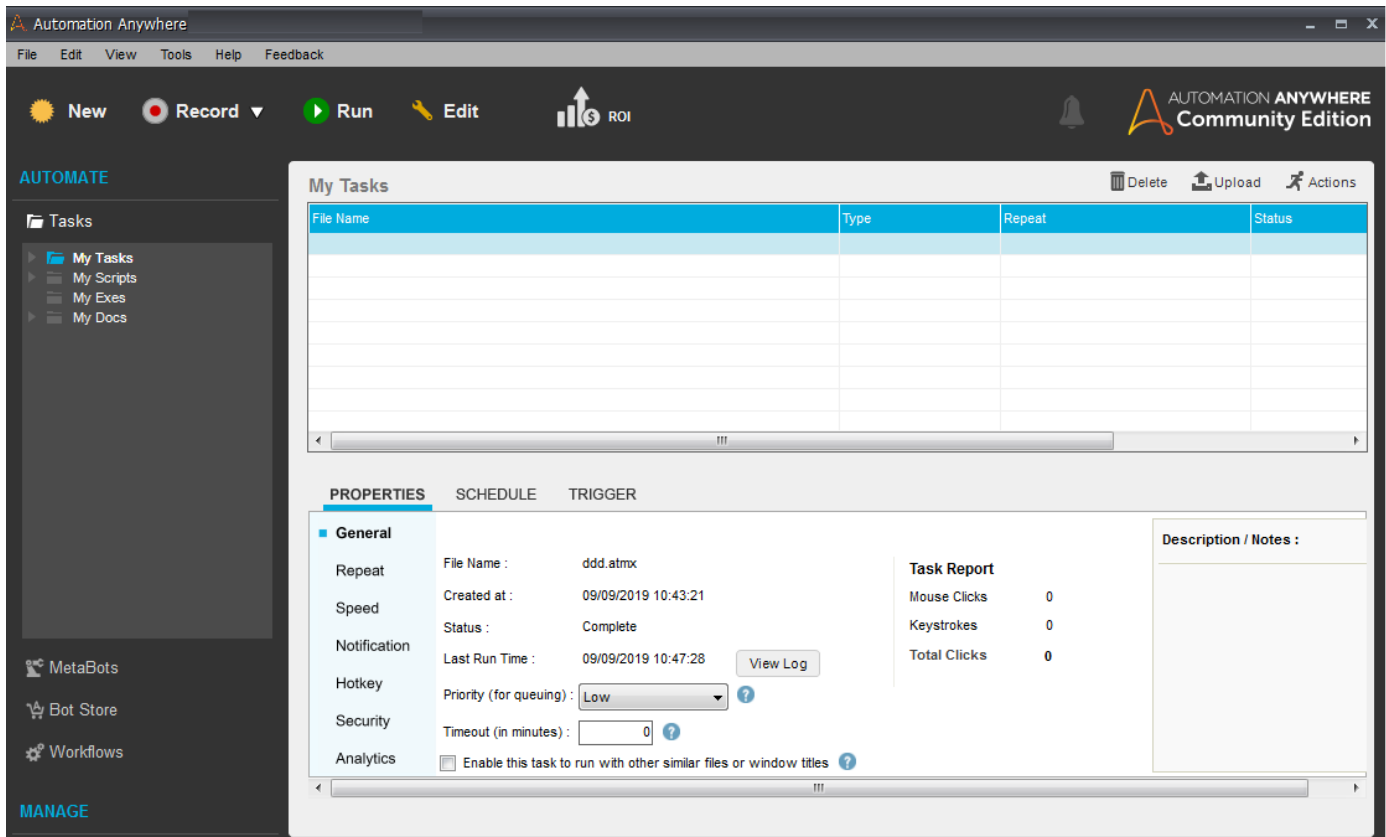 Automation Anywhere
File Edit View Tools Help Feedback
New Record Run Edit ROI
AUTOMATION ANYWHERE
Community Edition
AUTOMATE
Tasks
My Tasks
My Scripts
My Exes
My Docs
MetaBots
Bot Store
Workflows
MANAGE
My Tasks Delete Upload Actions
File Name Type Repeat Status
PROPERTIES SCHEDULE TRIGGER
General
Repeat
Speed
Notification
Hotkey
Security
Analytics
File Name : ddd.atmx
Created at : 09/09/2019 10:43:21
Status : Complete
Last Run Time : 09/09/2019 10:47:28 View Log
Priority (for queuing) : Low ?
Timeout (in minutes) : 0 ?
Enable this task to run with other similar files or window titles ?
Task Report
Mouse Clicks 0
Keystrokes 0
Total Clicks 0
Description / Notes :